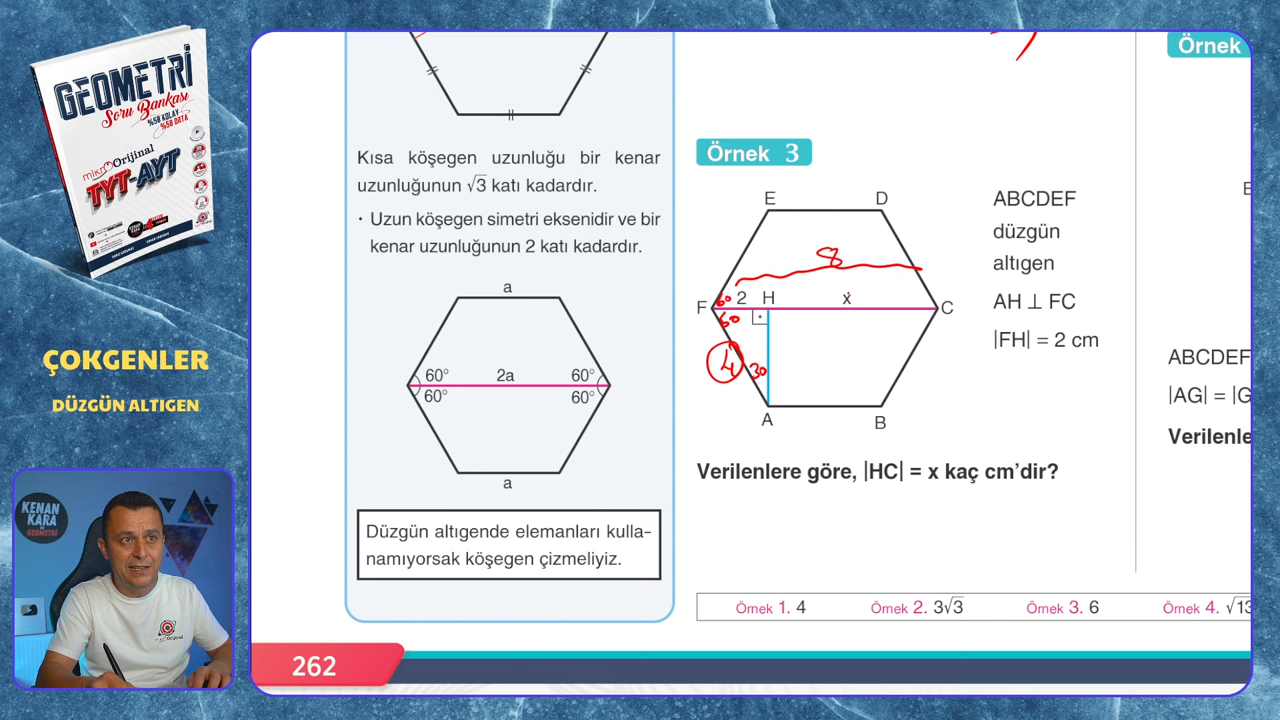 GEOMETRİ
Soru Bankası
%50 KOLAY
%50 ORTA
mikro Orijinal
TYT-AYT
ÇOKGENLER
DÜZGÜN ALTIGEN
KENAN
KARA
GEOMETRİ
Kısa köşegen uzunluğu bir kenar
uzunluğunun √3 katı kadardır.
· Uzun köşegen simetri eksenidir ve bir
kenar uzunluğunun 2 katı kadardır.
a
60° 2a 60°
60° 60°
a
Düzgün altıgende elemanları kulla-
namıyorsak köşegen çizmeliyiz.
262
Örnek 3
E D
8
F 60 2 H x C
60
4 30
A B
ABCDEF
düzgün
altıgen
AH ⊥ FC
|FH| = 2 cm
Verilenlere göre, |HC| = x kaç cm'dir?
Örnek 1. 4 Örnek 2. 3√3 Örnek 3. 6 Örnek 4. √13
Örnek
E
ABCDEF
|AG| = |G
Verilenle